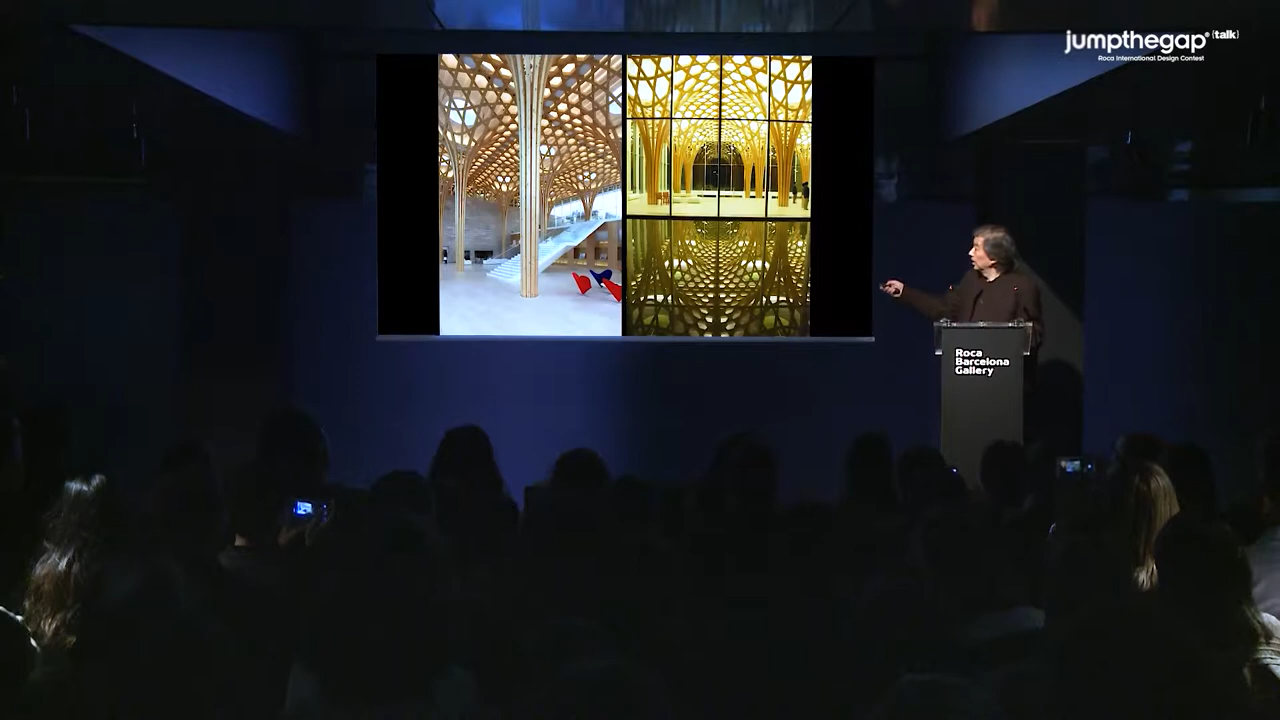 jumpthegap® {talk}
Roca International Design Contest
Roca
Barcelona
Gallery